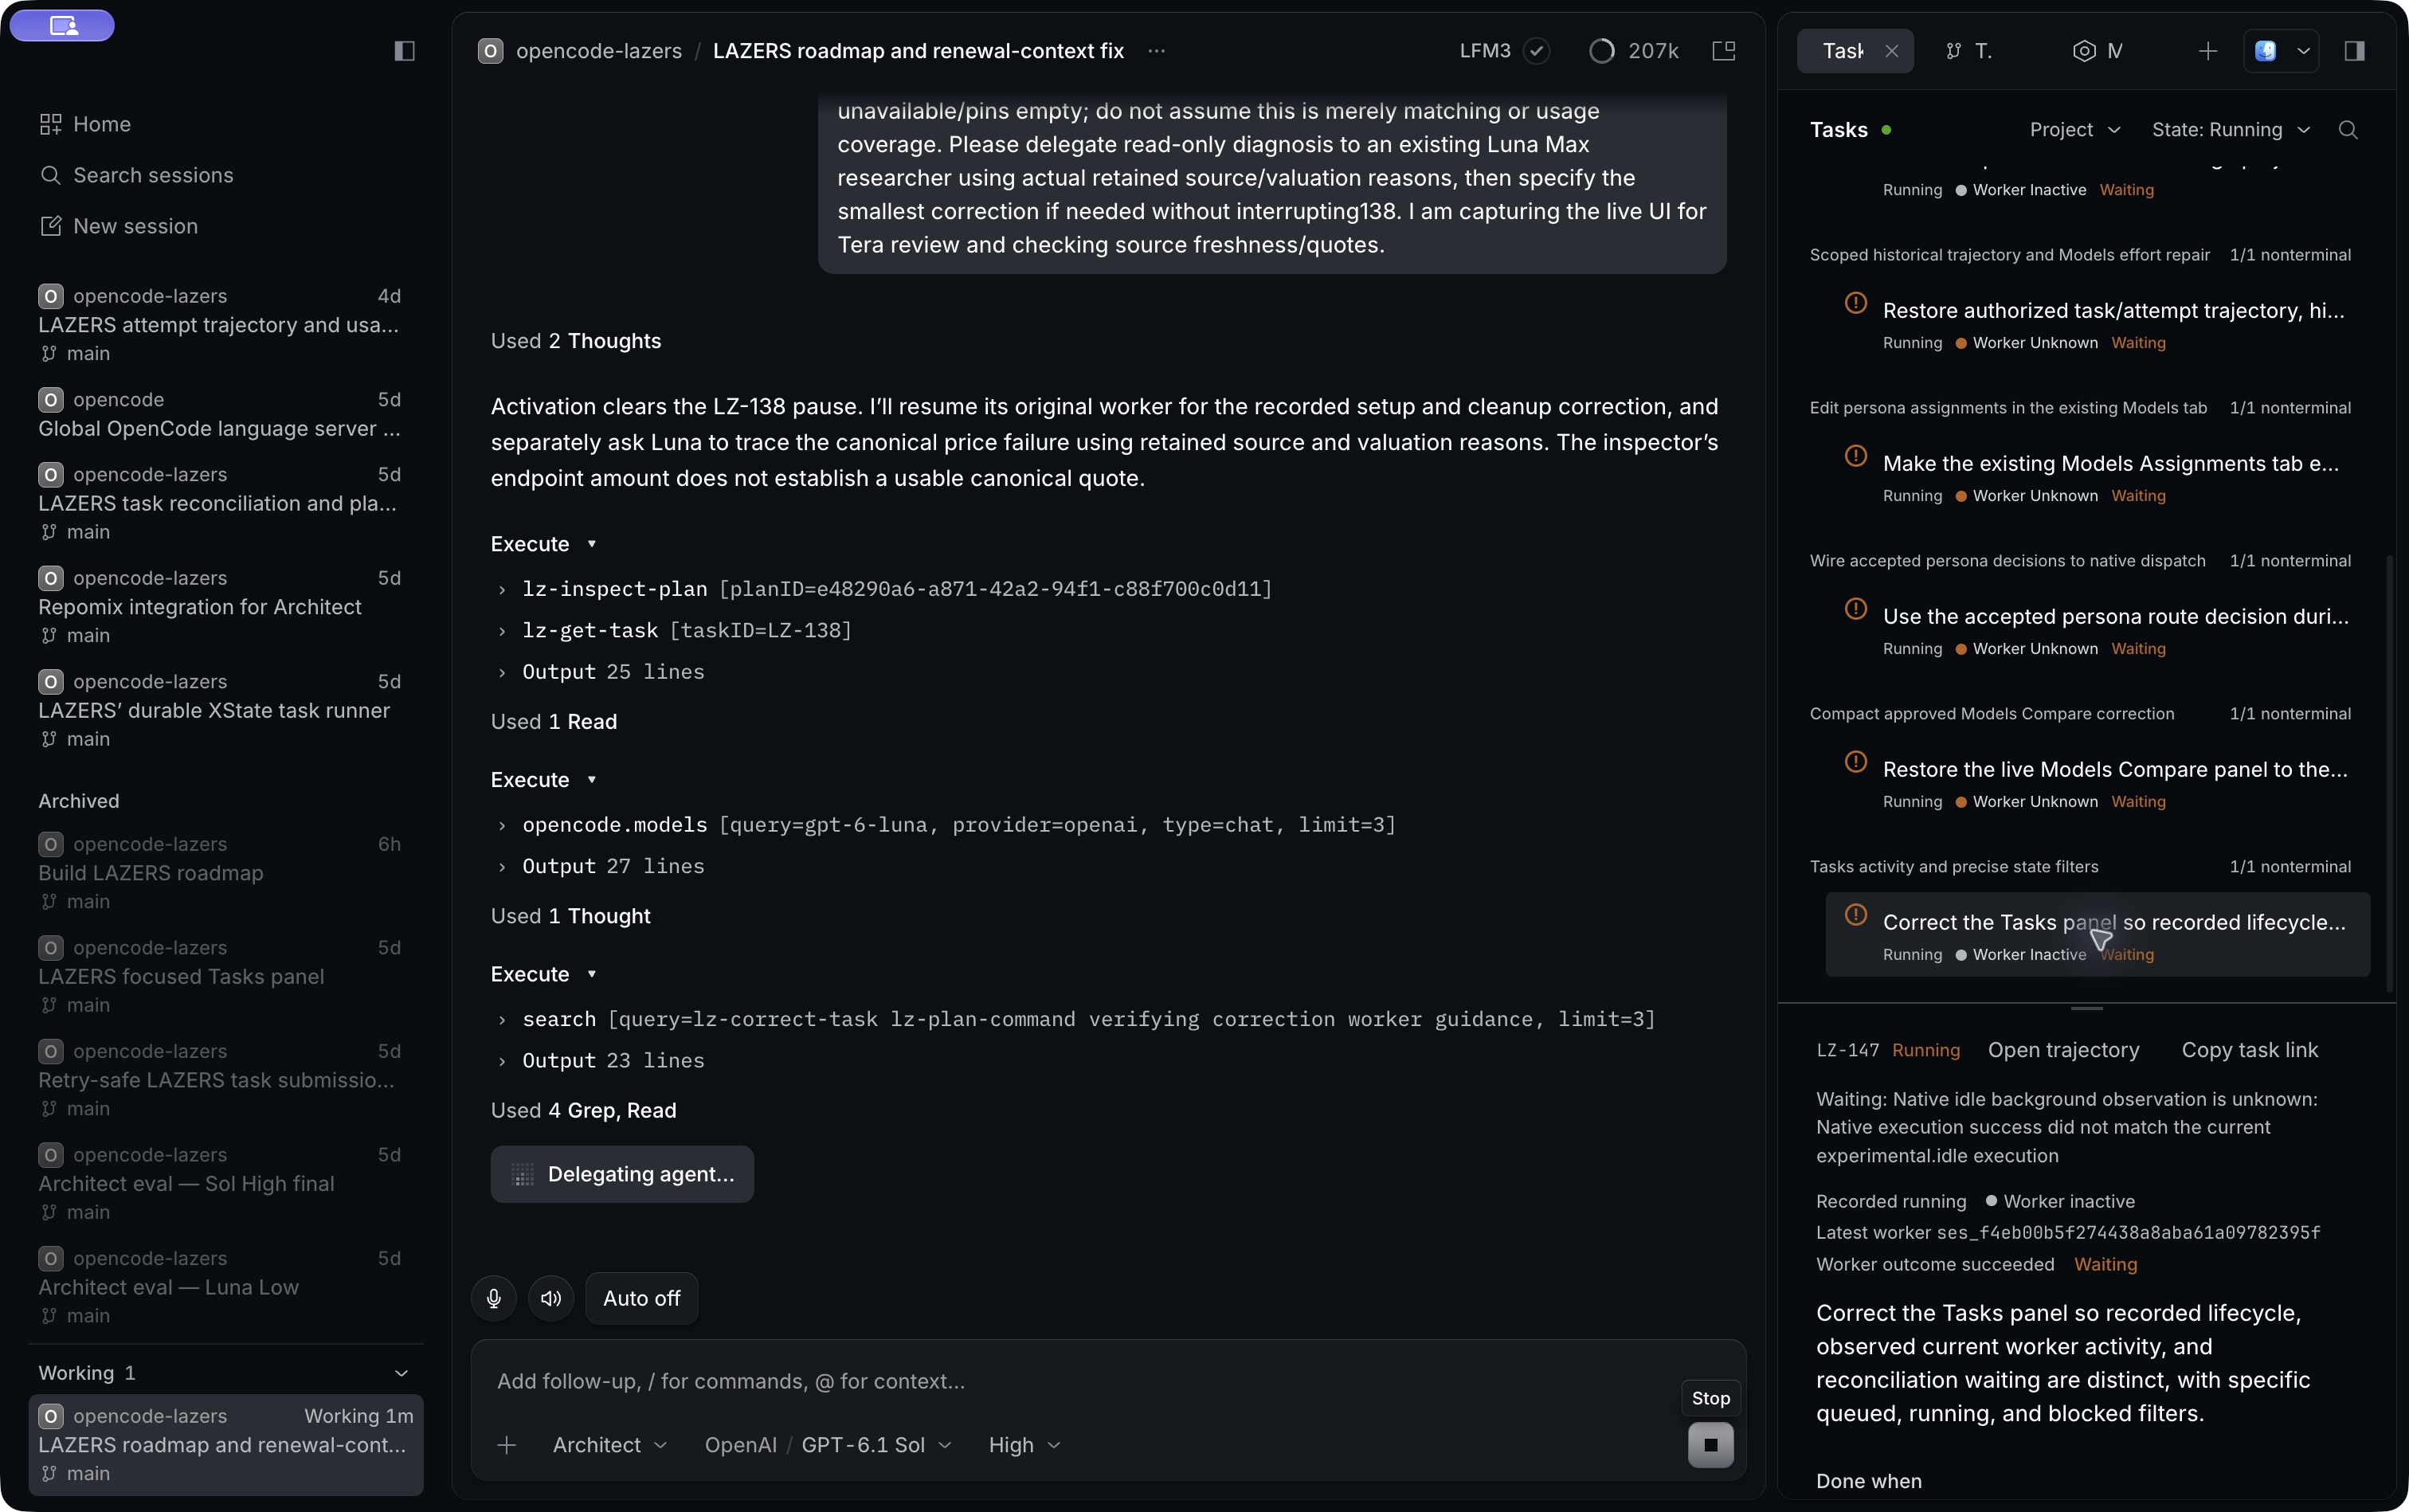 Home
Search sessions
New session
O opencode-lazers 4d
LAZERS attempt trajectory and usa...
main
O opencode 5d
Global OpenCode language server ...
O opencode-lazers 5d
LAZERS task reconciliation and pla...
main
O opencode-lazers 5d
Repomix integration for Architect
main
O opencode-lazers 5d
LAZERS’ durable XState task runner
main
Archived
O opencode-lazers 6h
Build LAZERS roadmap
main
O opencode-lazers 5d
LAZERS focused Tasks panel
main
O opencode-lazers 5d
Retry-safe LAZERS task submissio...
main
O opencode-lazers 5d
Architect eval — Sol High final
main
O opencode-lazers 5d
Architect eval — Luna Low
main
Working 1
O opencode-lazers Working 1m
LAZERS roadmap and renewal-cont...
main
O opencode-lazers / LAZERS roadmap and renewal-context fix ...
LFM3 207k
unavailable/pins empty; do not assume this is merely matching or usage
coverage. Please delegate read-only diagnosis to an existing Luna Max
researcher using actual retained source/valuation reasons, then specify the
smallest correction if needed without interrupting138. I am capturing the live UI for
Tera review and checking source freshness/quotes.
Used 2 Thoughts
Activation clears the LZ-138 pause. I’ll resume its original worker for the recorded setup and cleanup correction, and
separately ask Luna to trace the canonical price failure using retained source and valuation reasons. The inspector’s
endpoint amount does not establish a usable canonical quote.
Execute
lz-inspect-plan [planID=e48290a6-a871-42a2-94f1-c88f700c0d11]
lz-get-task [taskID=LZ-138]
Output 25 lines
Used 1 Read
Execute
opencode.models [query=gpt-6-luna, provider=openai, type=chat, limit=3]
Output 27 lines
Used 1 Thought
Execute
search [query=lz-correct-task lz-plan-command verifying correction worker guidance, limit=3]
Output 23 lines
Used 4 Grep, Read
Delegating agent...
Auto off
Add follow-up, / for commands, @ for context...
Stop
Architect OpenAI / GPT-6.1 Sol High
Task T. M
Tasks Project State: Running
Running Worker Inactive Waiting
Scoped historical trajectory and Models effort repair 1/1 nonterminal
Restore authorized task/attempt trajectory, hi...
Running Worker Unknown Waiting
Edit persona assignments in the existing Models tab 1/1 nonterminal
Make the existing Models Assignments tab e...
Running Worker Unknown Waiting
Wire accepted persona decisions to native dispatch 1/1 nonterminal
Use the accepted persona route decision duri...
Running Worker Unknown Waiting
Compact approved Models Compare correction 1/1 nonterminal
Restore the live Models Compare panel to the...
Running Worker Unknown Waiting
Tasks activity and precise state filters 1/1 nonterminal
Correct the Tasks panel so recorded lifecycle...
Running Worker Inactive Waiting
LZ-147 Running Open trajectory Copy task link
Waiting: Native idle background observation is unknown:
Native execution success did not match the current
experimental.idle execution
Recorded running Worker inactive
Latest worker ses_f4eb00b5f274438a8aba61a09782395f
Worker outcome succeeded Waiting
Correct the Tasks panel so recorded lifecycle,
observed current worker activity, and
reconciliation waiting are distinct, with specific
queued, running, and blocked filters.
Done when